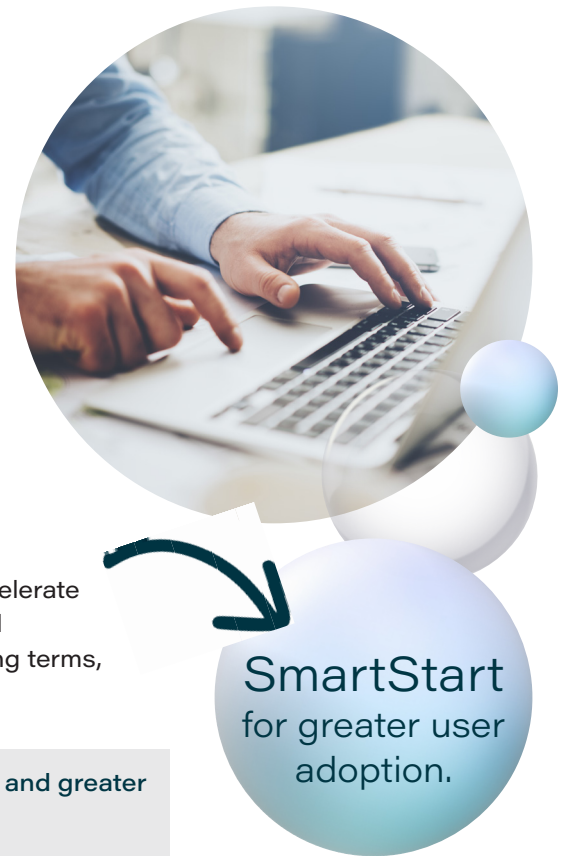 elerate
ng terms,
SmartStart
for greater user
adoption.
and greater